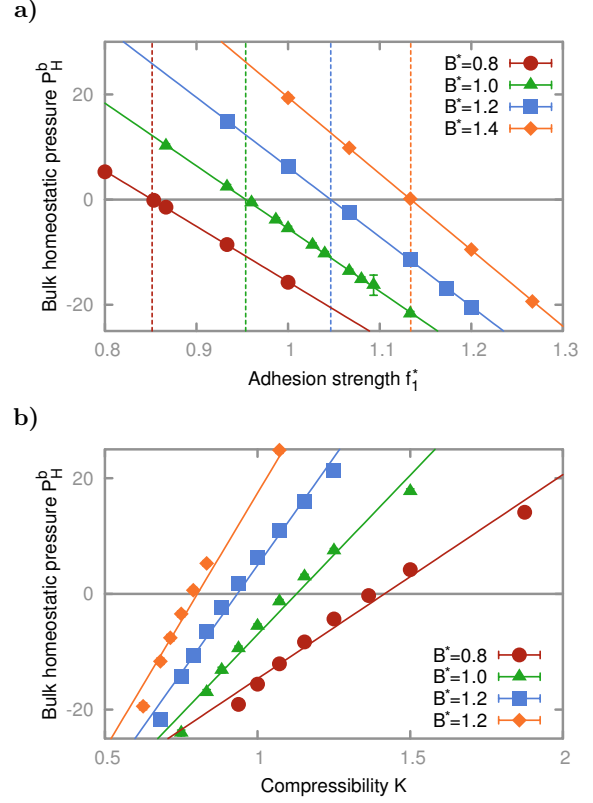 a)
Bulk homeostatic pressure P_H^b
20
0
-20
B*=0.8
B*=1.0
B*=1.2
B*=1.4
0.8 0.9 1 1.1 1.2 1.3
Adhesion strength f_1^*
b)
Bulk homeostatic pressure P_H^b
20
0
-20
B*=0.8
B*=1.0
B*=1.2
B*=1.2
0.5 1 1.5 2
Compressibility K